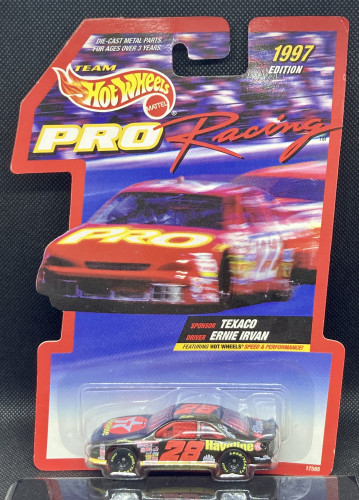 DIE-CAST METAL PARTS.
FOR AGES OVER 3 YEARS.
1997
EDITION
TEAM
Hot Wheels
MATTEL
®
PRO Racing
PRO
22
SPONSOR TEXACO
DRIVER ERNIE IRVAN
FEATURING HOT WHEELS® SPEED & PERFORMANCE!
28
Havoline
28